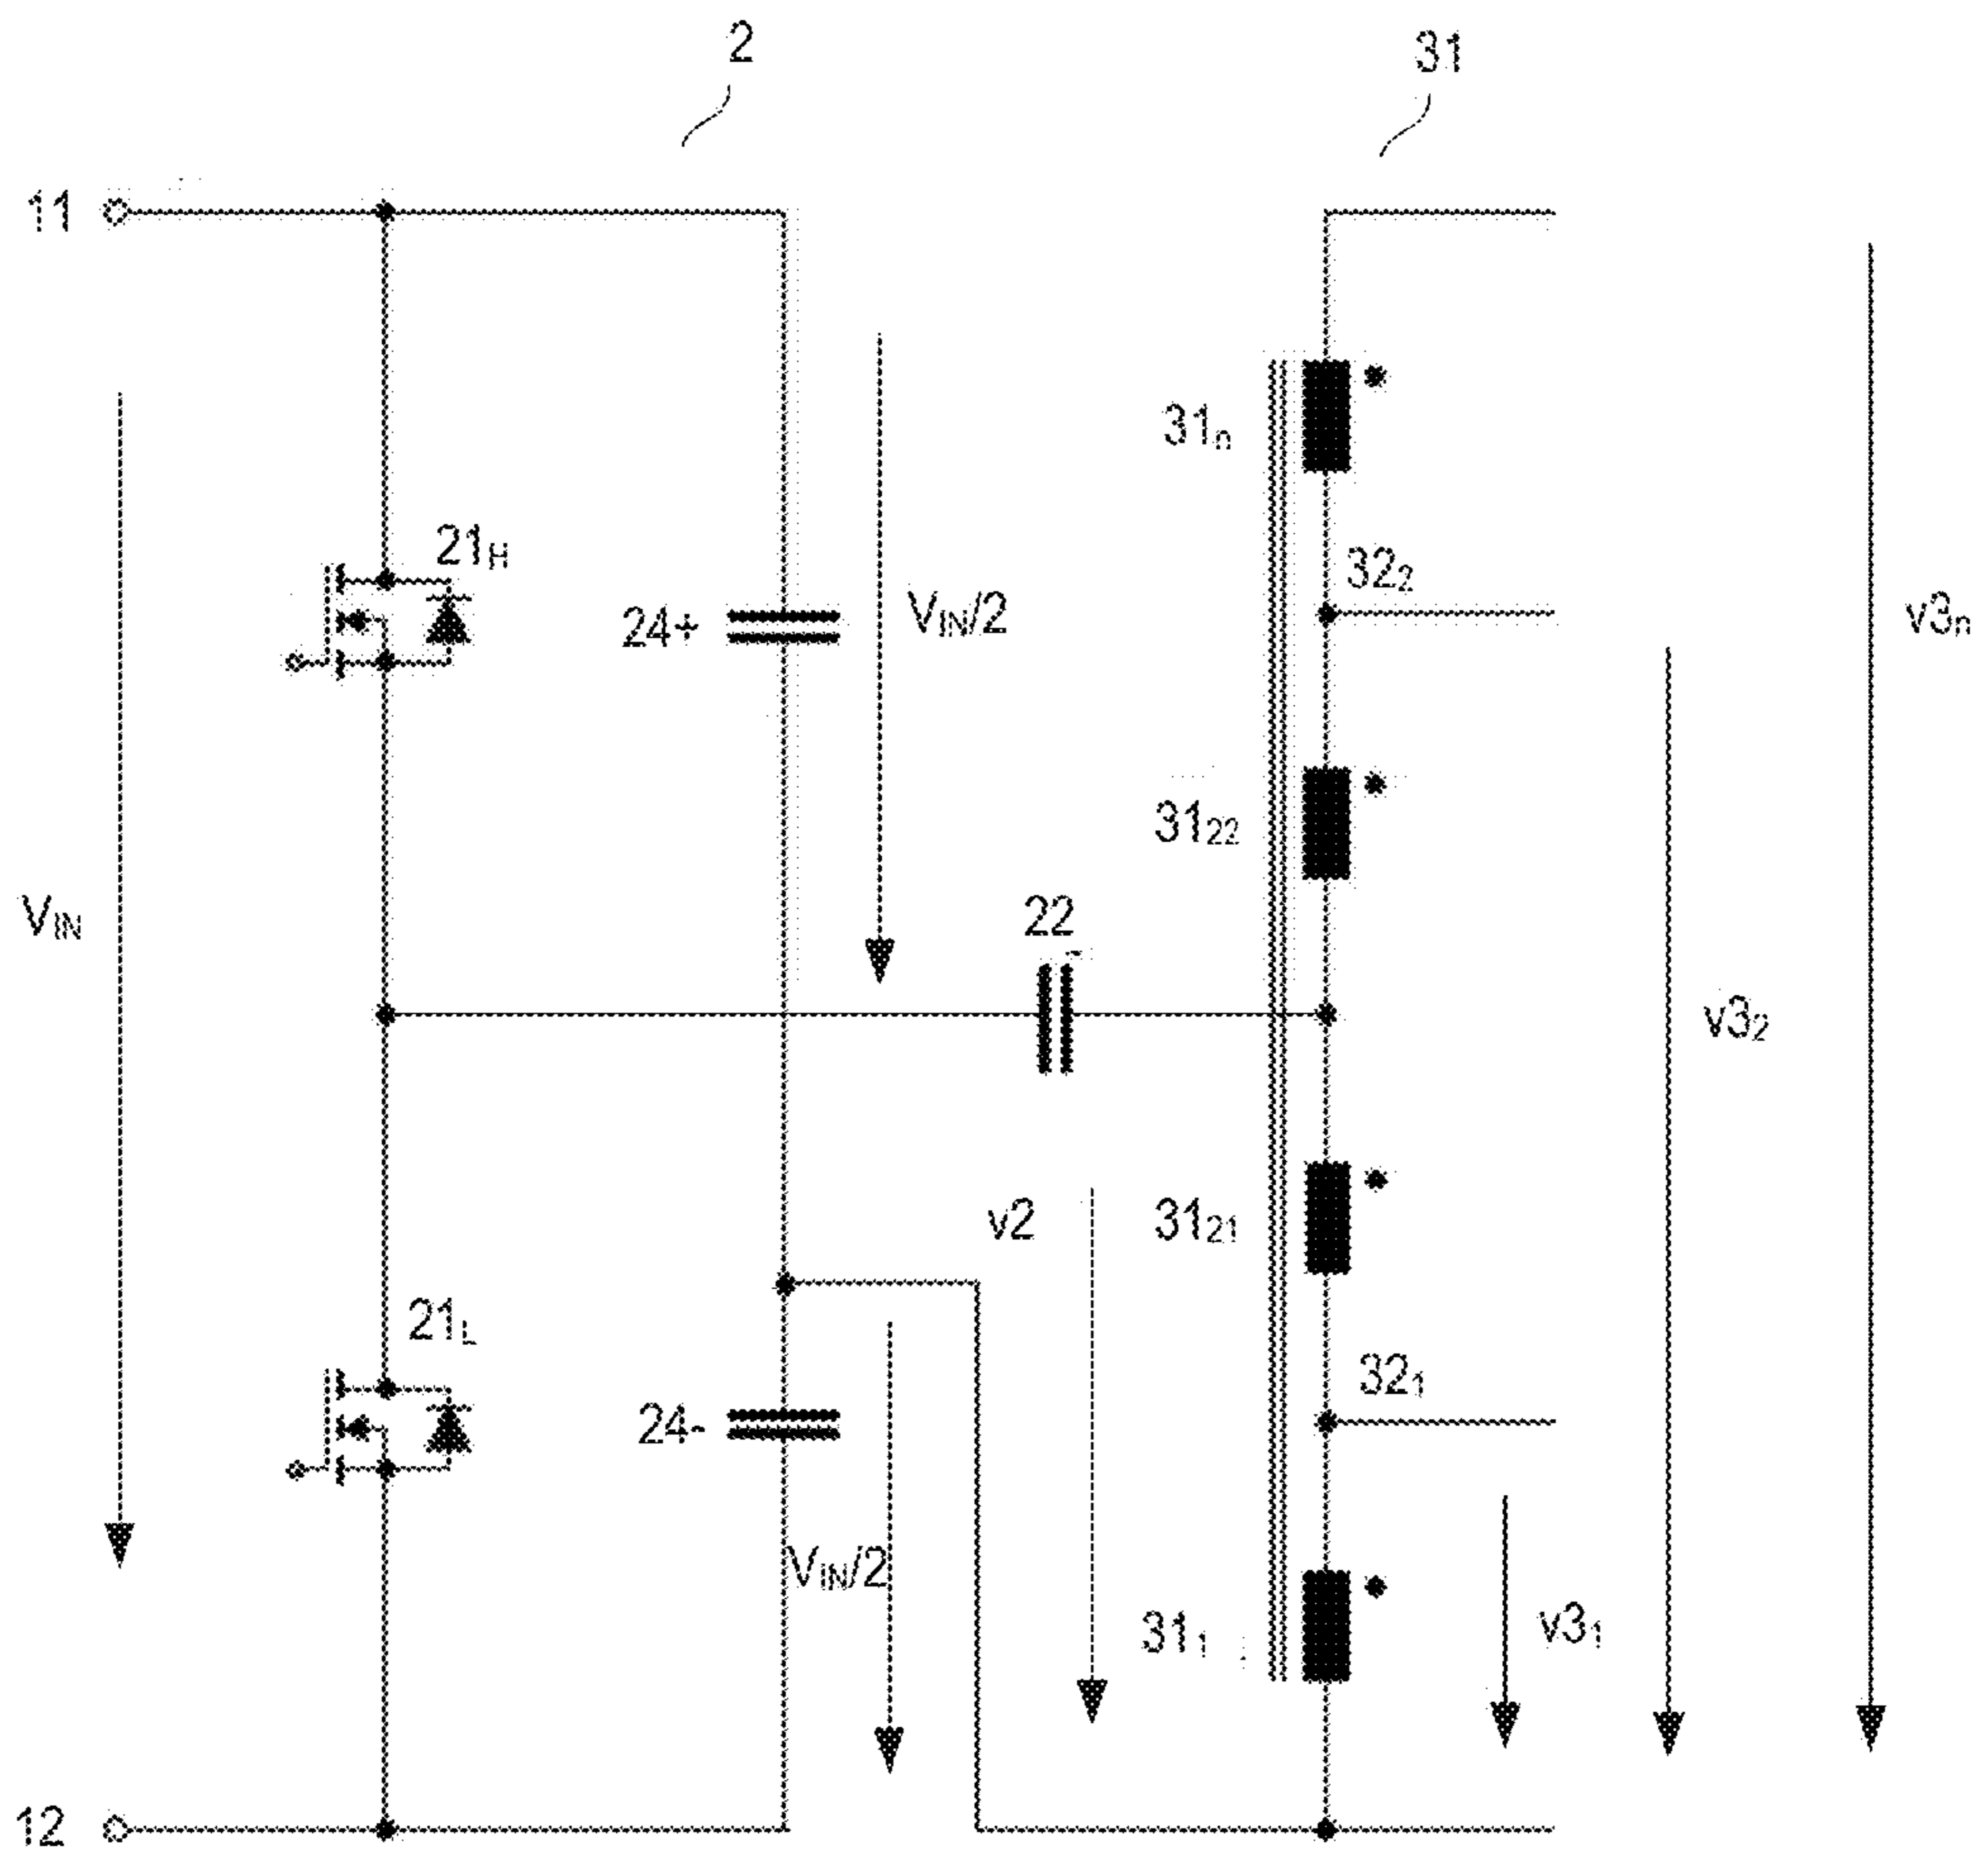 2
31
11
31ₙ
21H
32₂
24+
VIN/2
v3ₙ
31₂₂
VIN
22
v3₂
v2
31₂₁
21L
32₁
24-
VIN/2
31₁
v3₁
12